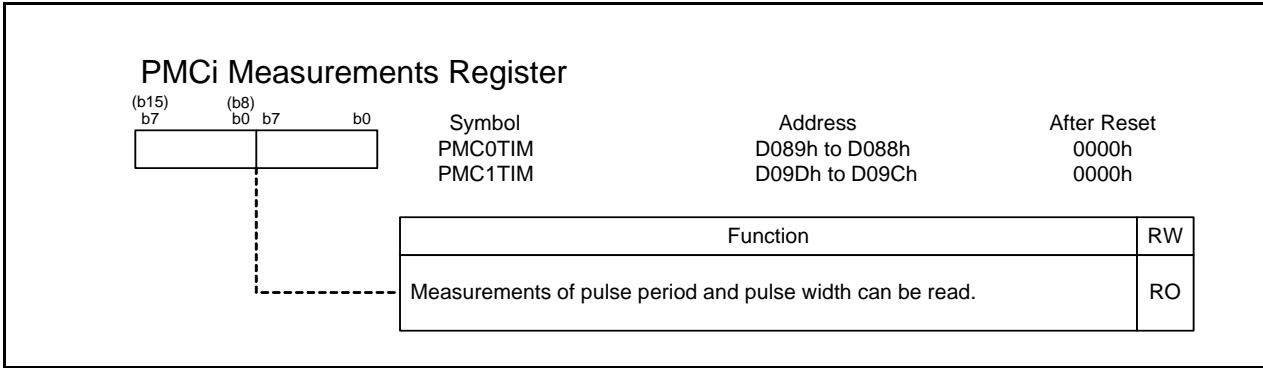 PMCi Measurements Register
(b15) (b8)
b7 b0 b7 b0
Symbol Address After Reset
PMC0TIM D089h to D088h 0000h
PMC1TIM D09Dh to D09Ch 0000h
Function RW
Measurements of pulse period and pulse width can be read. RO